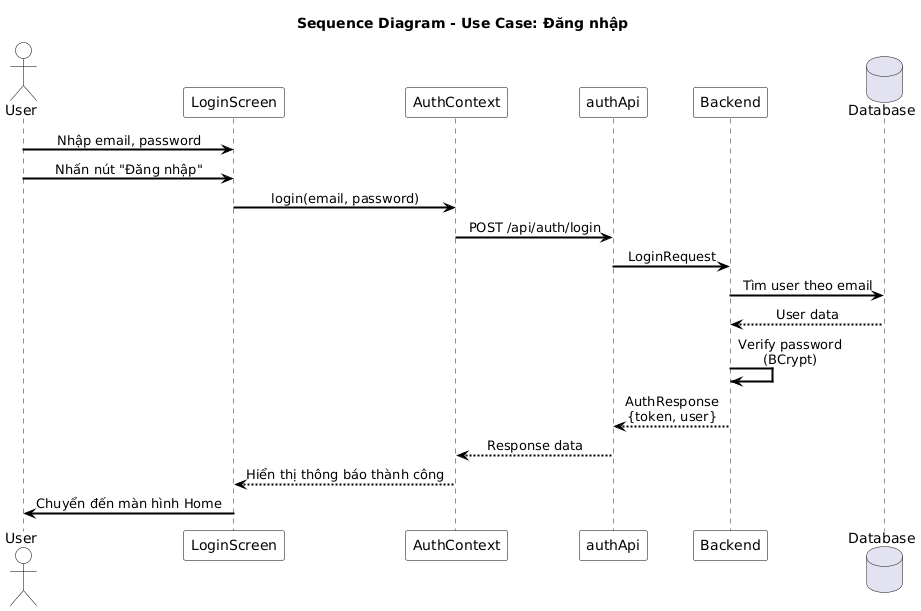 Sequence Diagram - Use Case: Đăng nhập
User
LoginScreen
AuthContext
authApi
Backend
Database
Nhập email, password
Nhấn nút "Đăng nhập"
login(email, password)
POST /api/auth/login
LoginRequest
Tìm user theo email
User data
Verify password
(BCrypt)
AuthResponse
{token, user}
Response data
Hiển thị thông báo thành công
Chuyển đến màn hình Home
User
LoginScreen
AuthContext
authApi
Backend
Database